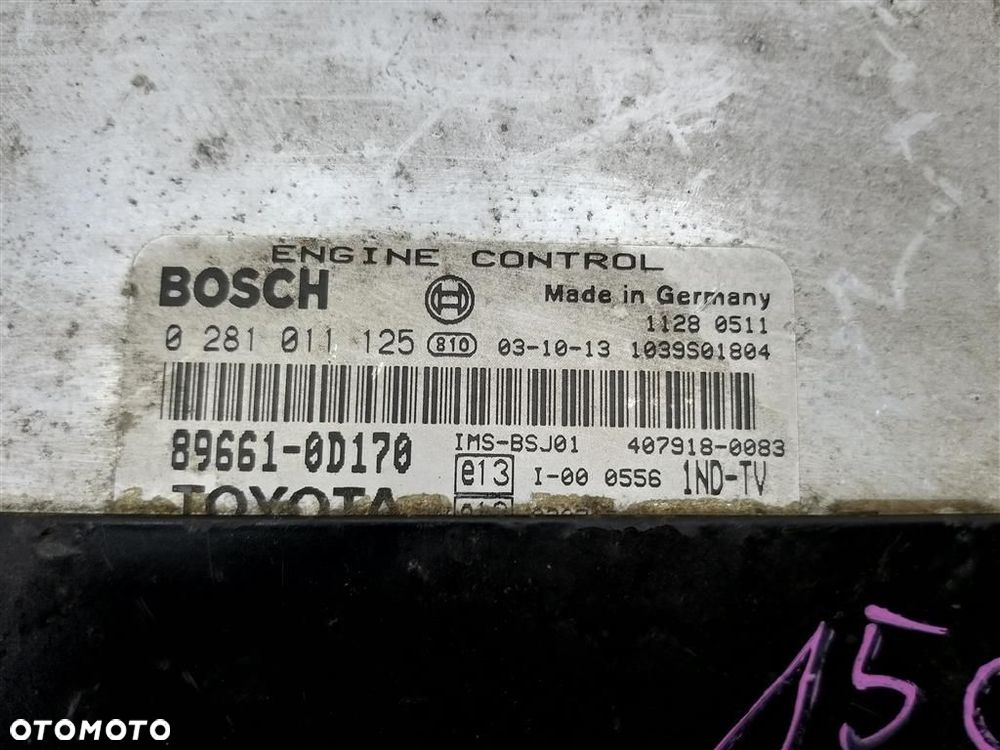 ENGINE CONTROL
BOSCH
Made in Germany
1128 0511
0 281 011 125 810 03-10-13 1039S01804
89661-0D170 IMS-BSJ01 407918-0083
e13 I-00 0556 1ND-TV
TOYOTA
OTOMOTO